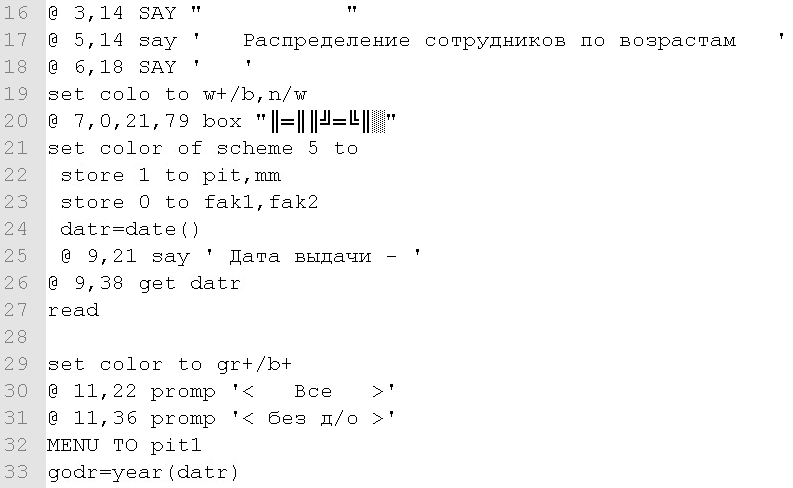 16 @ 3,14 SAY "            "
17 @ 5,14 say '   Распределение сотрудников по возрастам   '
18 @ 6,18 SAY '   '
19 set colo to w+/b,n/w
20 @ 7,0,21,79 box "║═║║╝═╚║░"
21 set color of scheme 5 to
22  store 1 to pit,mm
23  store 0 to fak1,fak2
24  datr=date()
25  @ 9,21 say ' Дата выдачи - '
26 @ 9,38 get datr
27 read
28
29 set color to gr+/b+
30 @ 11,22 promp '<   Все   >'
31 @ 11,36 promp '< без д/о >'
32 MENU TO pit1
33 godr=year(datr)